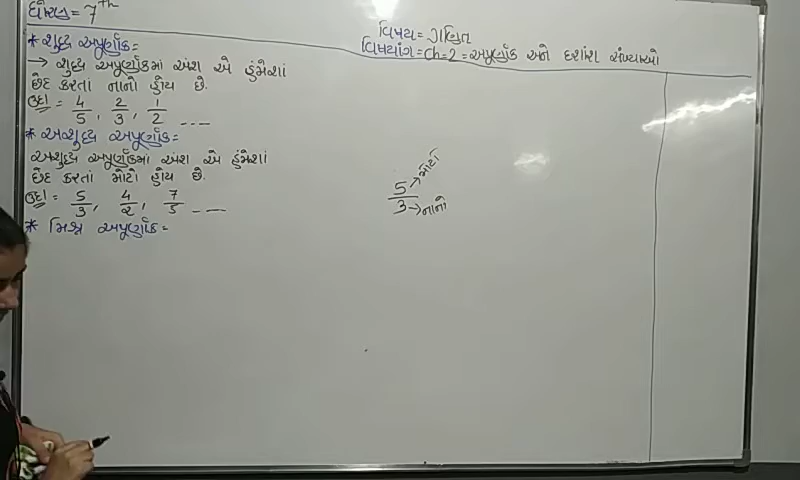 ધોરણ = 7th
વિષય = ગણિત
વિષયાંગ = Ch = 2 = અપૂર્ણાંક અને દશાંશ સંખ્યાઓ
* શુદ્ધ અપૂર્ણાંક =
→ શુદ્ધ અપૂર્ણાંકમાં અંશ એ હંમેશાં
છેદ કરતાં નાનો હોય છે.
ઉદા = 4/5, 2/3, 1/2 ---
* અશુદ્ધ અપૂર્ણાંક =
અશુદ્ધ અપૂર્ણાંકમાં અંશ એ હંમેશાં
છેદ કરતાં મોટો હોય છે.
ઉદા = 5/3, 4/2, 7/5 ---
* મિશ્ર અપૂર્ણાંક =
5 → મોટો
3 → નાનો